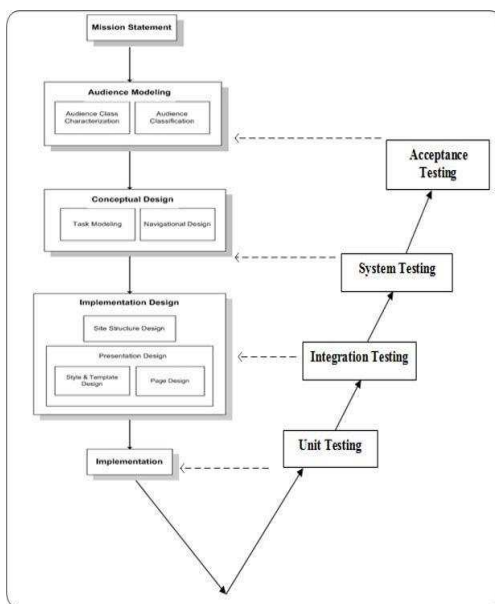 Mission Statement
Audience Modeling
Audience Class
Characterization
Audience
Classification
Acceptance
Testing
Conceptual Design
Task Modeling
Navigational Design
System Testing
Implementation Design
Site Structure Design
Presentation Design
Style & Template
Design
Page Design
Integration Testing
Unit Testing
Implementation